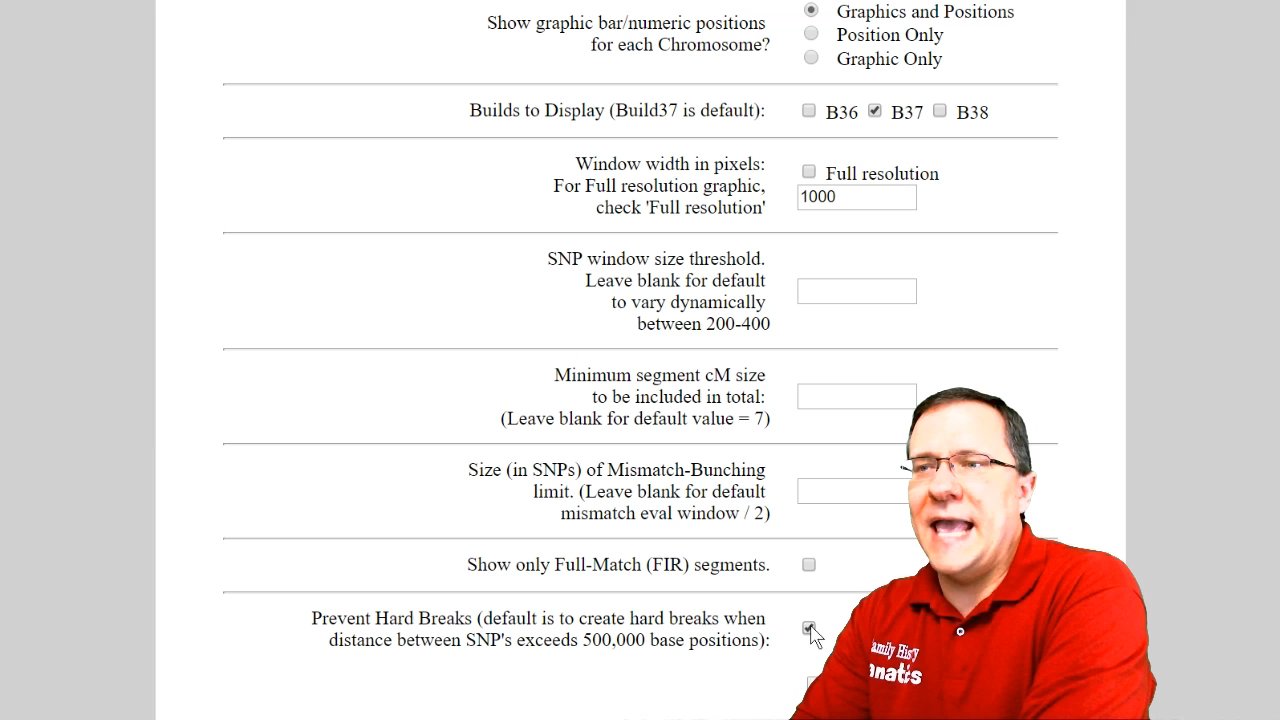 Show graphic bar/numeric positions
for each Chromosome?
Graphics and Positions
Position Only
Graphic Only
Builds to Display (Build37 is default):
B36 B37 B38
Window width in pixels:
For Full resolution graphic,
check 'Full resolution'
Full resolution
1000
SNP window size threshold.
Leave blank for default
to vary dynamically
between 200-400
Minimum segment cM size
to be included in total:
(Leave blank for default value = 7)
Size (in SNPs) of Mismatch-Bunching
limit. (Leave blank for default
mismatch eval window / 2)
Show only Full-Match (FIR) segments.
Prevent Hard Breaks (default is to create hard breaks when
distance between SNP's exceeds 500,000 base positions):